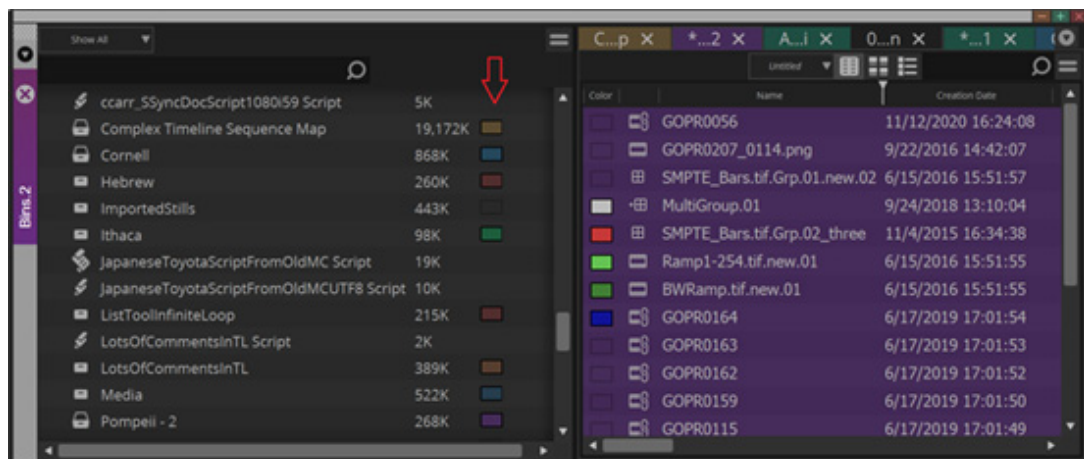 Show All
Bins.2
ccarr_SSyncDocScript1080i59 Script 5K
Complex Timeline Sequence Map 19,172K
Cornell 868K
Hebrew 260K
ImportedStills 443K
Ithaca 98K
JapaneseToyotaScriptFromOldMC Script 19K
JapaneseToyotaScriptFromOldMCUTF8 Script 10K
ListToolInfiniteLoop 215K
LotsOfCommentsInTL Script 2K
LotsOfCommentsInTL 389K
Media 522K
Pompeii - 2 268K
C...p *...2 A...i 0...n *...1
Untitled
Color Name Creation Date
GOPR0056 11/12/2020 16:24:08
GOPR0207_0114.png 9/22/2016 14:42:07
SMPTE_Bars.tif.Grp.01.new.02 6/15/2016 15:51:57
MultiGroup.01 9/24/2018 13:10:04
SMPTE_Bars.tif.Grp.02_three 11/4/2015 16:34:38
Ramp1-254.tif.new.01 6/15/2015 15:51:55
BWRamp.tif.new.01 6/15/2015 15:51:55
GOPR0164 6/17/2019 17:01:54
GOPR0163 6/17/2019 17:01:53
GOPR0162 6/17/2019 17:01:52
GOPR0159 6/17/2019 17:01:50
GOPR0115 6/17/2019 17:01:49